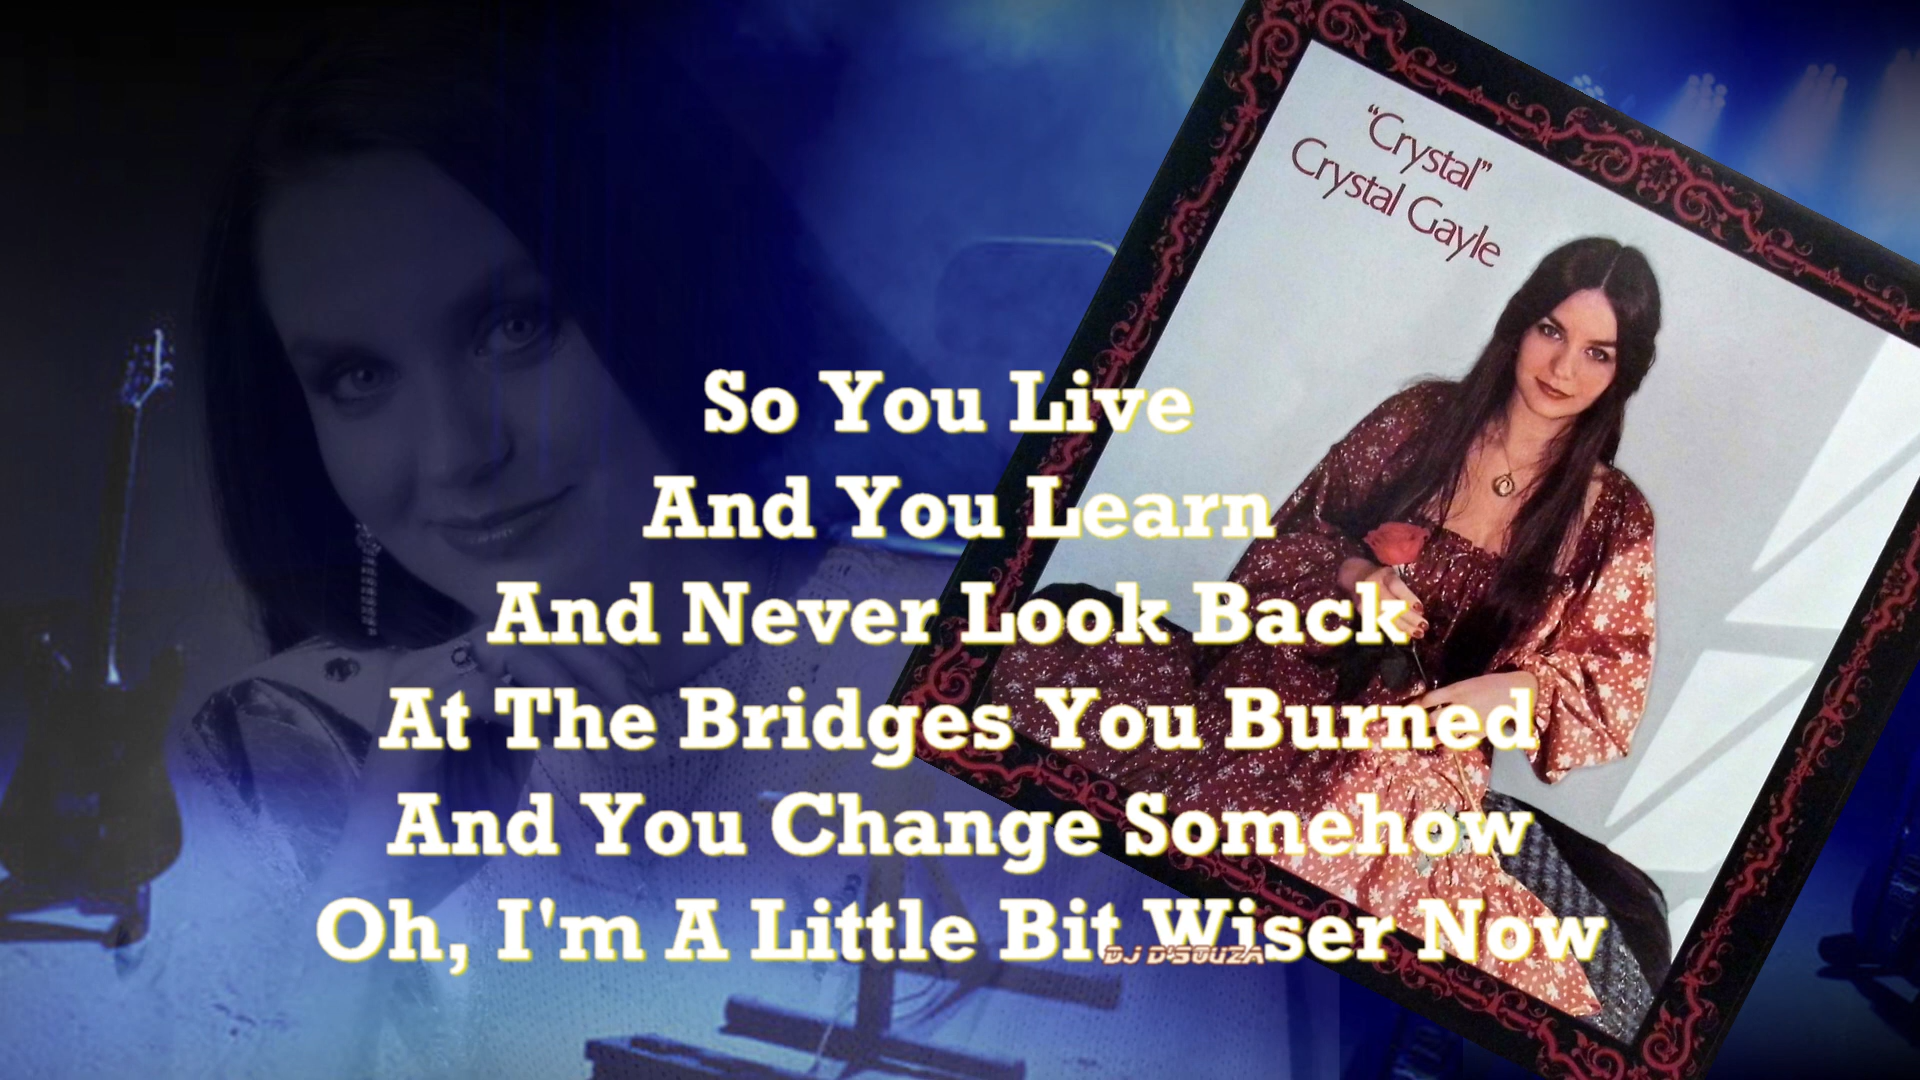 "Crystal"
Crystal Gayle
So You Live
And You Learn
And Never Look Back
At The Bridges You Burned
And You Change Somehow
Oh, I'm A Little Bit Wiser Now
DJ D'SOUZA